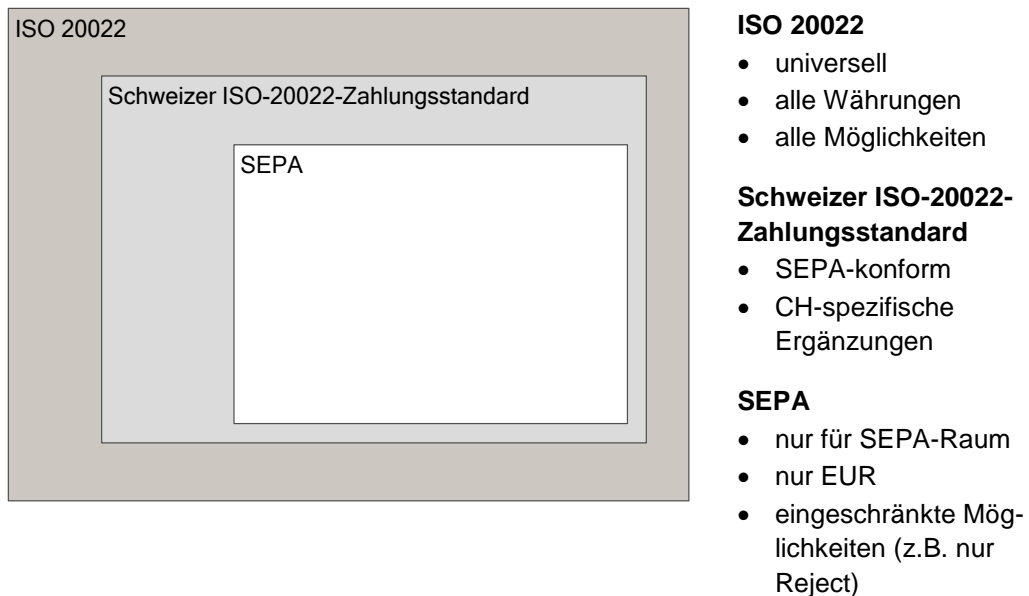 ISO 20022
Schweizer ISO-20022-Zahlungsstandard
SEPA
ISO 20022
• universell
• alle Währungen
• alle Möglichkeiten
Schweizer ISO-20022-
Zahlungsstandard
• SEPA-konform
• CH-spezifische
Ergänzungen
SEPA
• nur für SEPA-Raum
• nur EUR
• eingeschränkte Mög-
lichkeiten (z.B. nur
Reject)